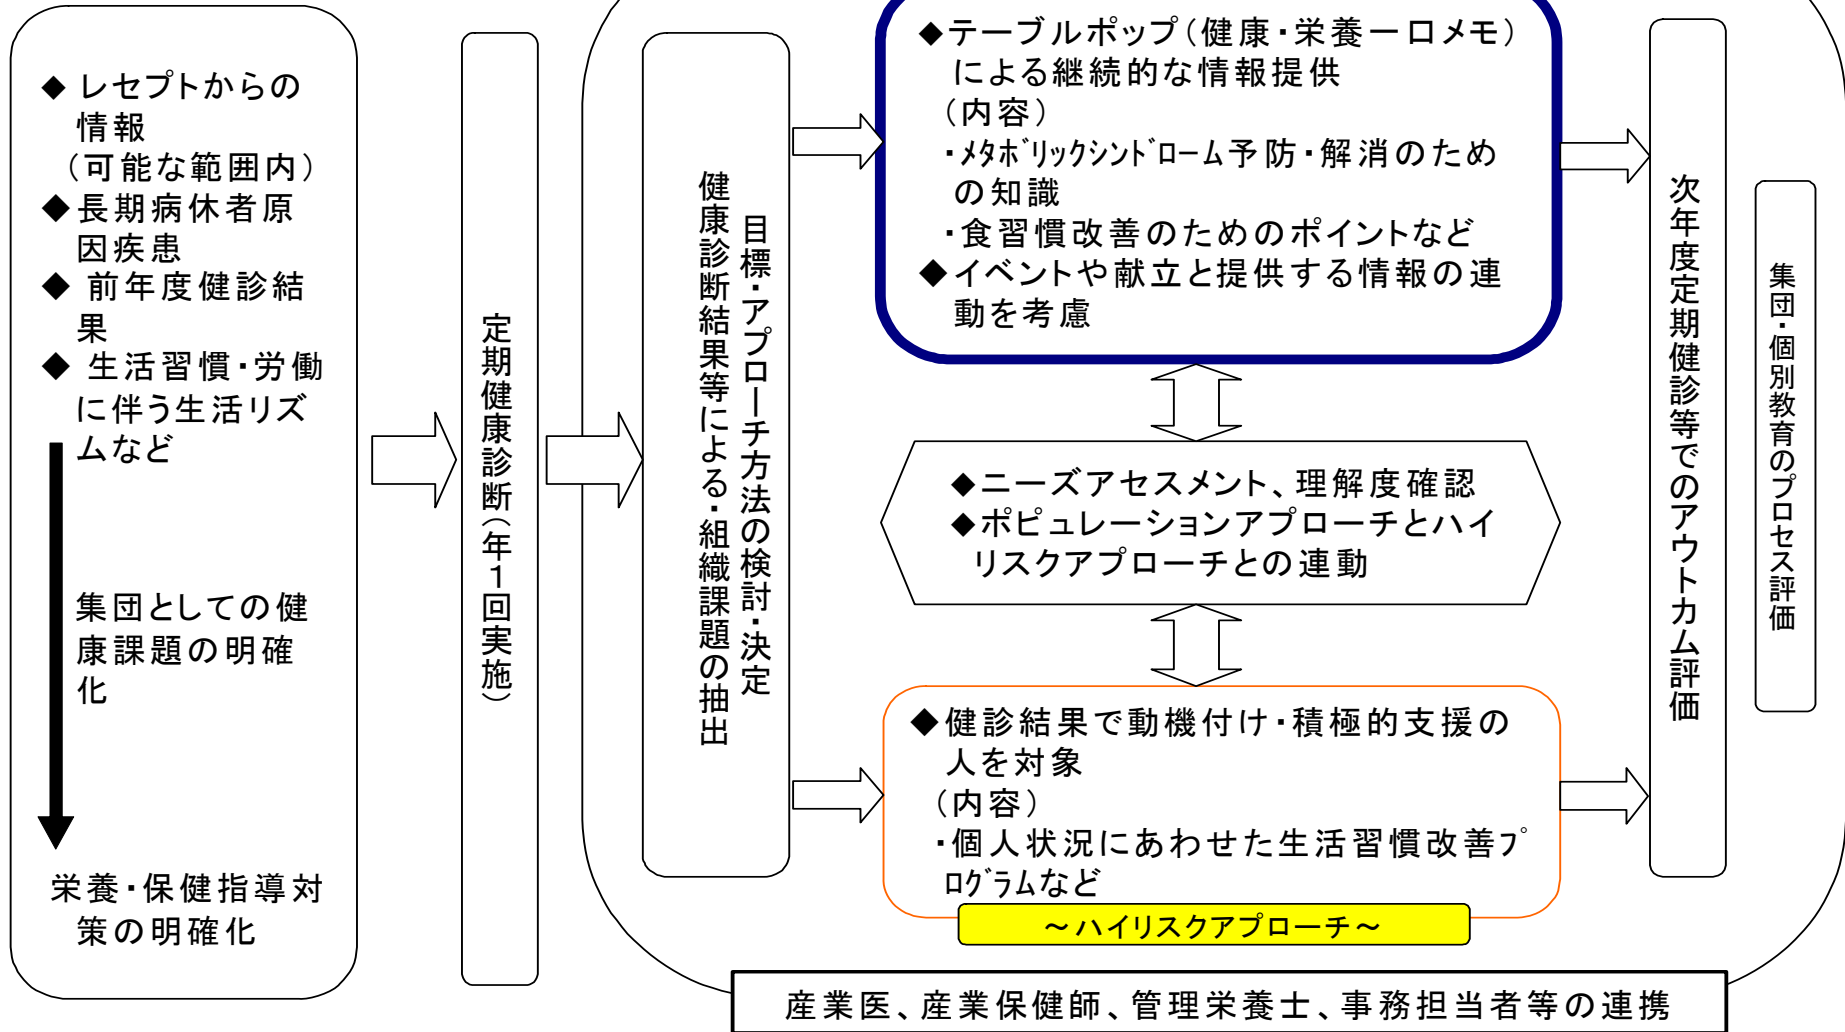 ◆ レセプトからの
情報
（可能な範囲内）
◆長期病休者原
因疾患
◆ 前年度健診結
果
◆ 生活習慣・労働
に伴う生活リズ
ムなど
集団としての健
康課題の明確
化
栄養・保健指導対
策の明確化
定期健康診断（年１回実施）
目標・アプローチ方法の検討・決定
健康診断結果等による・組織課題の抽出
◆テーブルポップ（健康・栄養一口メモ）
による継続的な情報提供
（内容）
・ﾒﾀﾎﾞﾘｯｸｼﾝﾄﾞﾛｰﾑ予防・解消のため
の知識
・食習慣改善のためのポイントなど
◆イベントや献立と提供する情報の連
動を考慮
◆ニーズアセスメント、理解度確認
◆ポピュレーションアプローチとハイ
リスクアプローチとの連動
◆健診結果で動機付け・積極的支援の
人を対象
（内容）
・個人状況にあわせた生活習慣改善ﾌﾟ
ﾛｸﾞﾗﾑなど
～ハイリスクアプローチ～
次年度定期健診等でのアウトカム評価
集団・個別教育のプロセス評価
産業医、産業保健師、管理栄養士、事務担当者等の連携